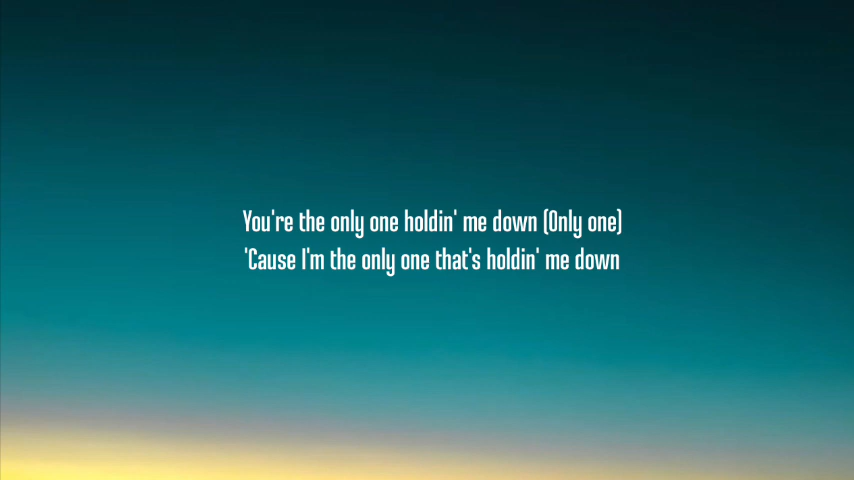 You're the only one holdin' me down (Only one)
'Cause I'm the only one that's holdin' me down